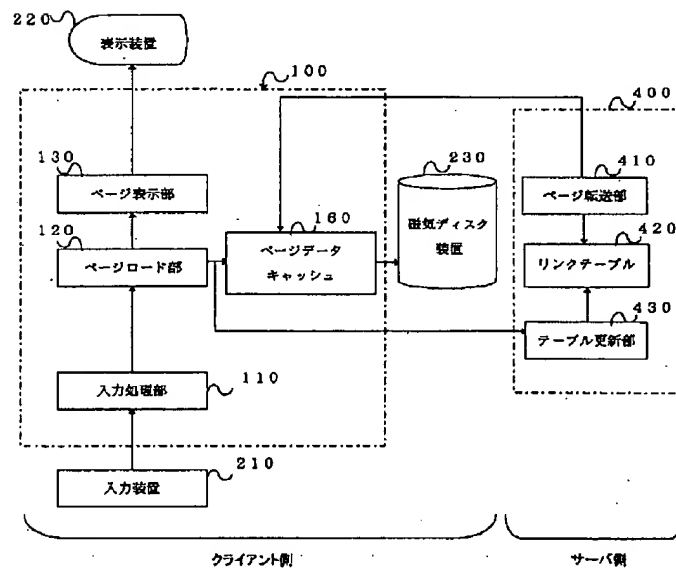 220
表示装置
100
400
130
230
410
ページ表示部
ページ転送部
120
160
磁気ディスク
装置
420
ページロード部
ページデータ
キャッシュ
リンクテーブル
430
テーブル更新部
110
入力処理部
210
入力装置
クライアント側
サーバ側